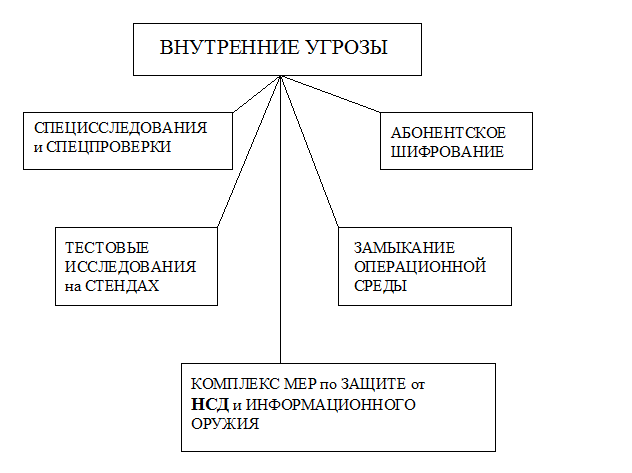 ВНУТРЕННИЕ УГРОЗЫ
СПЕЦИССЛЕДОВАНИЯ
и СПЕЦПРОВЕРКИ
АБОНЕНТСКОЕ
ШИФРОВАНИЕ
ТЕСТОВЫЕ
ИССЛЕДОВАНИЯ
на СТЕНДАХ
ЗАМЫКАНИЕ
ОПЕРАЦИОННОЙ
СРЕДЫ
КОМПЛЕКС МЕР по ЗАЩИТЕ от
НСД и ИНФОРМАЦИОННОГО
ОРУЖИЯ